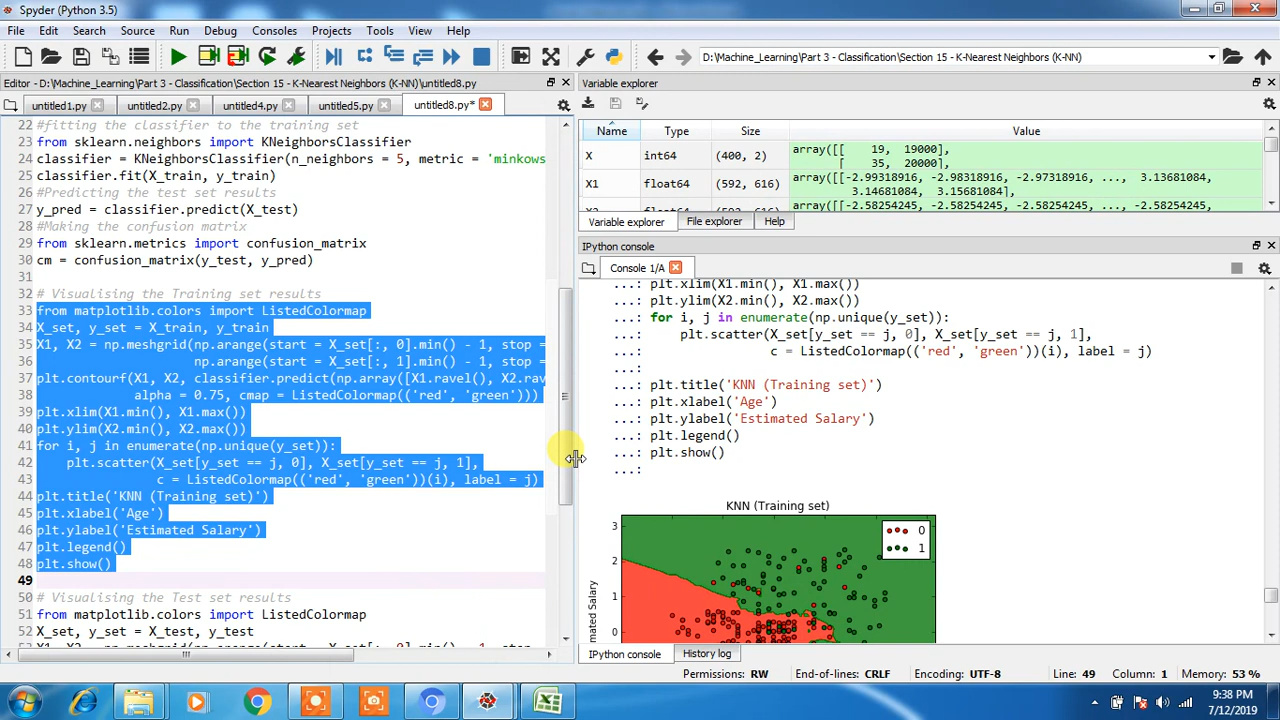 Spyder (Python 3.5)
File Edit Search Source Run Debug Consoles Projects Tools View Help
D:\Machine_Learning\Part 3 - Classification\Section 15 - K-Nearest Neighbors (K-NN)
Editor - D:\Machine_Learning\Part 3 - Classification\Section 15 - K-Nearest Neighbors (K-NN)\untitled8.py
untitled1.py untitled2.py untitled4.py untitled5.py untitled8.py*
22 #fitting the classifier to the training set
23 from sklearn.neighbors import KNeighborsClassifier
24 classifier = KNeighborsClassifier(n_neighbors = 5, metric = 'minkows
25 classifier.fit(X_train, y_train)
26 #Predicting the test set results
27 y_pred = classifier.predict(X_test)
28 #Making the confusion matrix
29 from sklearn.metrics import confusion_matrix
30 cm = confusion_matrix(y_test, y_pred)
31
32 # Visualising the Training set results
33 from matplotlib.colors import ListedColormap
34 X_set, y_set = X_train, y_train
35 X1, X2 = np.meshgrid(np.arange(start = X_set[:, 0].min() - 1, stop =
36 np.arange(start = X_set[:, 1].min() - 1, stop =
37 plt.contourf(X1, X2, classifier.predict(np.array([X1.ravel(), X2.rav
38 alpha = 0.75, cmap = ListedColormap(('red', 'green')))
39 plt.xlim(X1.min(), X1.max())
40 plt.ylim(X2.min(), X2.max())
41 for i, j in enumerate(np.unique(y_set)):
42 plt.scatter(X_set[y_set == j, 0], X_set[y_set == j, 1],
43 c = ListedColormap(('red', 'green'))(i), label = j)
44 plt.title('KNN (Training set)')
45 plt.xlabel('Age')
46 plt.ylabel('Estimated Salary')
47 plt.legend()
48 plt.show()
49
50 # Visualising the Test set results
51 from matplotlib.colors import ListedColormap
52 X_set, y_set = X_test, y_test
Variable explorer
Name Type Size Value
X int64 (400, 2) array([[ 19, 19000],
[ 35, 20000],
X1 float64 (592, 616) array([[-2.99318916, -2.98318916, -2.97318916, ..., 3.13681084,
3.14681084, 3.15681084],
array([[-2.58254245, -2.58254245, -2.58254245, ..., -2.58254245,
Variable explorer File explorer Help
IPython console
Console 1/A
...: plt.xlim(X1.min(), X1.max())
...: plt.ylim(X2.min(), X2.max())
...: for i, j in enumerate(np.unique(y_set)):
...: plt.scatter(X_set[y_set == j, 0], X_set[y_set == j, 1],
...: c = ListedColormap(('red', 'green'))(i), label = j)
...:
...: plt.title('KNN (Training set)')
...: plt.xlabel('Age')
...: plt.ylabel('Estimated Salary')
...: plt.legend()
...: plt.show()
...:
KNN (Training set)
3
2
1
0
mated Salary
0
1
IPython console History log
Permissions: RW End-of-lines: CRLF Encoding: UTF-8 Line: 49 Column: 1 Memory: 53 %
9:38 PM
7/12/2019